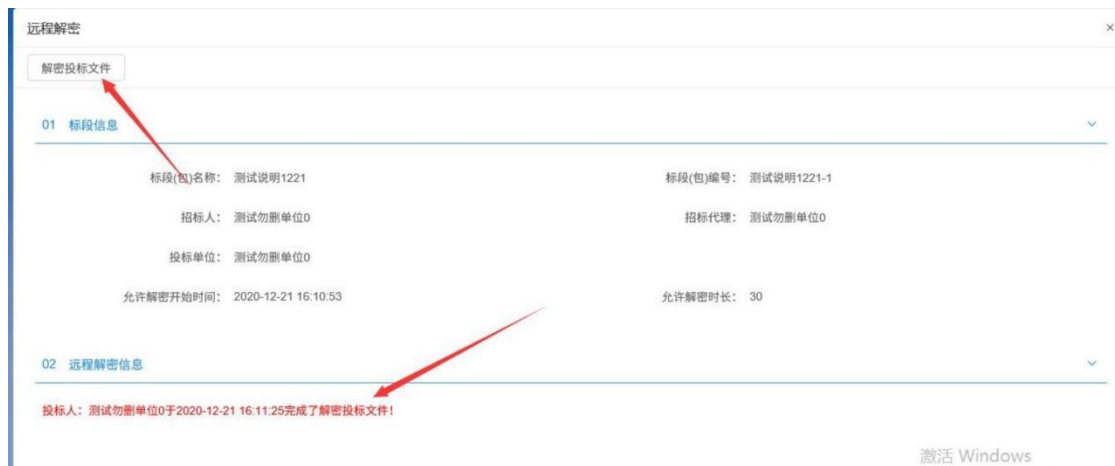 远程解密
×
解密投标文件
01 标段信息
标段(包)名称: 测试说明1221 标段(包)编号: 测试说明1221-1
招标人: 测试勿删单位0 招标代理: 测试勿删单位0
投标单位: 测试勿删单位0
允许解密开始时间: 2020-12-21 16:10:53 允许解密时长: 30
02 远程解密信息
投标人: 测试勿删单位0于2020-12-21 16:11:25完成了解密投标文件!
激活 Windows